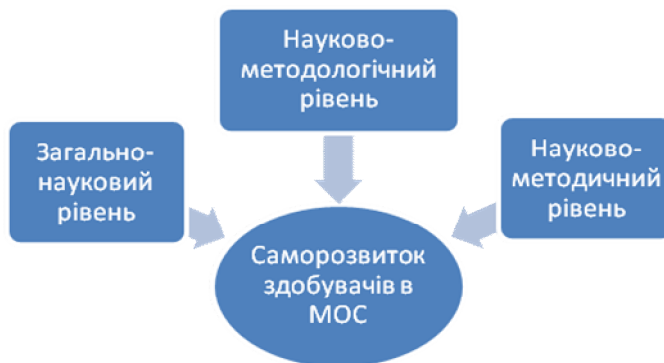 Науково-
методологічний
рівень
Загально-
науковий
рівень
Науково-
методичний
рівень
Саморозвиток
здобувачів в
МОС